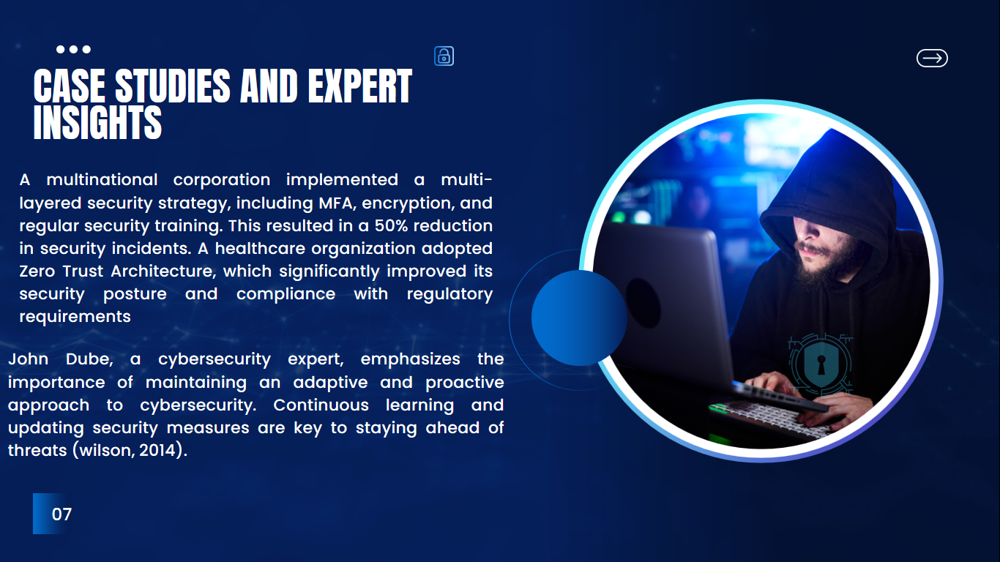 CASE STUDIES AND EXPERT
INSIGHTS
A multinational corporation implemented a multi-
layered security strategy, including MFA, encryption, and
regular security training. This resulted in a 50% reduction
in security incidents. A healthcare organization adopted
Zero Trust Architecture, which significantly improved its
security posture and compliance with regulatory
requirements
John Dube, a cybersecurity expert, emphasizes the
importance of maintaining an adaptive and proactive
approach to cybersecurity. Continuous learning and
updating security measures are key to staying ahead of
threats (wilson, 2014).
07